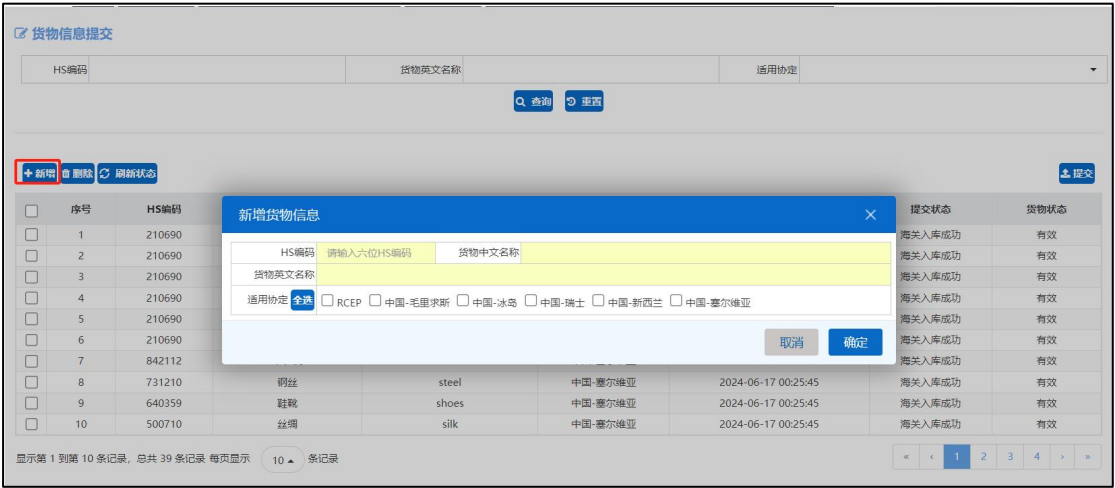 货物信息提交
HS编码 货物英文名称 适用协定
查询 重置
新增 删除 刷新状态 提交
序号 HS编码 提交状态 货物状态
新增货物信息
HS编码 请输入六位HS编码 货物中文名称
货物英文名称
适用协定 全选 RCEP 中国-毛里求斯 中国-冰岛 中国-瑞士 中国-新西兰 中国-塞尔维亚
取消 确定
1 210690 海关入库成功 有效
2 210690 海关入库成功 有效
3 210690 海关入库成功 有效
4 210690 海关入库成功 有效
5 210690 海关入库成功 有效
6 210690 海关入库成功 有效
7 842112 海关入库成功 有效
8 731210 钢丝 steel 中国-塞尔维亚 2024-06-17 00:25:45 海关入库成功 有效
9 640359 鞋靴 shoes 中国-塞尔维亚 2024-06-17 00:25:45 海关入库成功 有效
10 500710 丝绸 silk 中国-塞尔维亚 2024-06-17 00:25:45 海关入库成功 有效
显示第 1 到第 10 条记录，总共 39 条记录 每页显示 10 条记录 « ‹ 1 2 3 4 › »